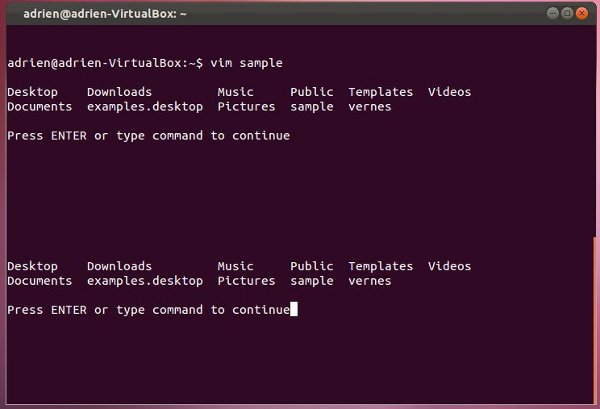 adrien@adrien-VirtualBox: ~
adrien@adrien-VirtualBox:~$ vim sample
Desktop    Downloads         Music     Public  Templates  Videos
Documents  examples.desktop  Pictures  sample  vernes
Press ENTER or type command to continue
Desktop    Downloads         Music     Public  Templates  Videos
Documents  examples.desktop  Pictures  sample  vernes
Press ENTER or type command to continue